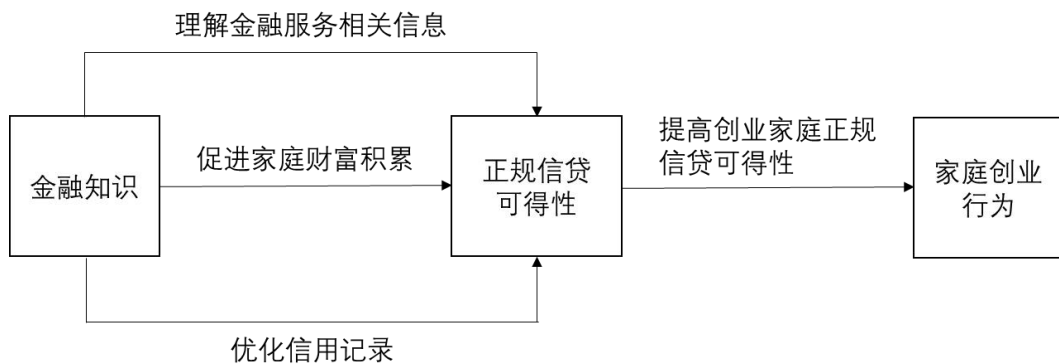 理解金融服务相关信息
金融知识
促进家庭财富积累
正规信贷
可得性
提高创业家庭正规
信贷可得性
家庭创业
行为
优化信用记录